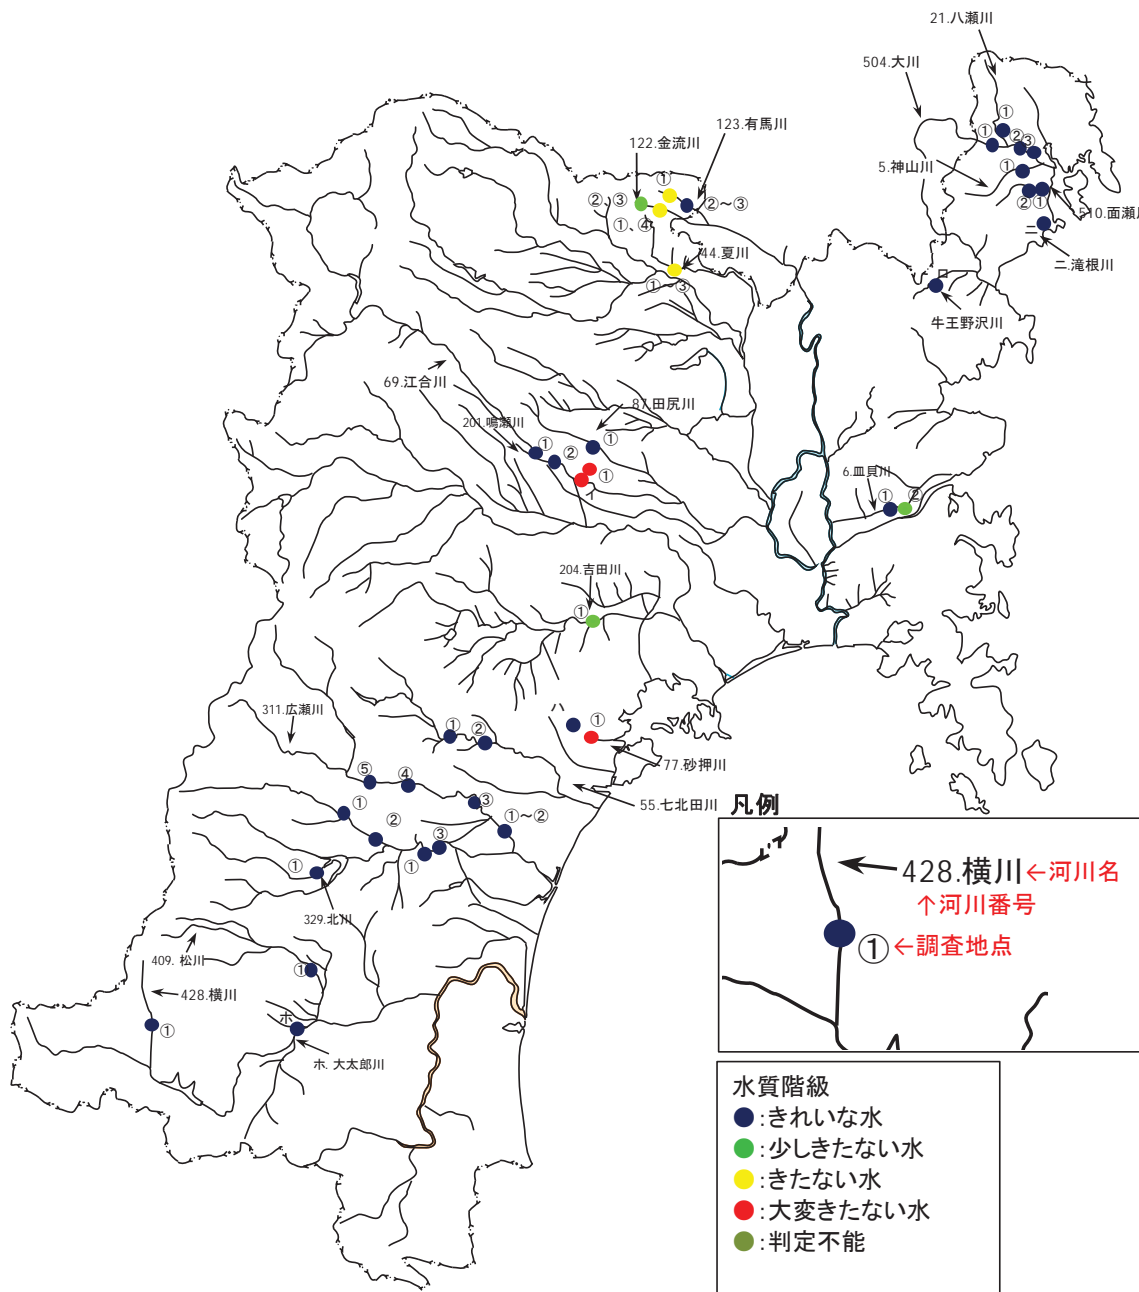 21.八瀬川
504.大川
①
①
②
③
5.神山川
①
②
①
510.面瀬川
ニ
ニ.滝根川
ロ
牛王野沢川
123.有馬川
122.金流川
①
②、③
②～③
①、④
44.夏川
①～③
69.江合川
87.田尻川
201.鳴瀬川
①
②
①
①
イ
6.皿貝川
①
②
204.吉田川
①
311.広瀬川
ハ
①
①
②
77.砂押川
55.七北田川
⑤
④
③
①～②
①
②
③
①
①
329.北川
409.松川
①
428.横川
①
ホ
ホ.大太郎川
凡例
428.横川←河川名
↑河川番号
①←調査地点
水質階級
●:きれいな水
●:少しきたない水
●:きたない水
●:大変きたない水
●:判定不能